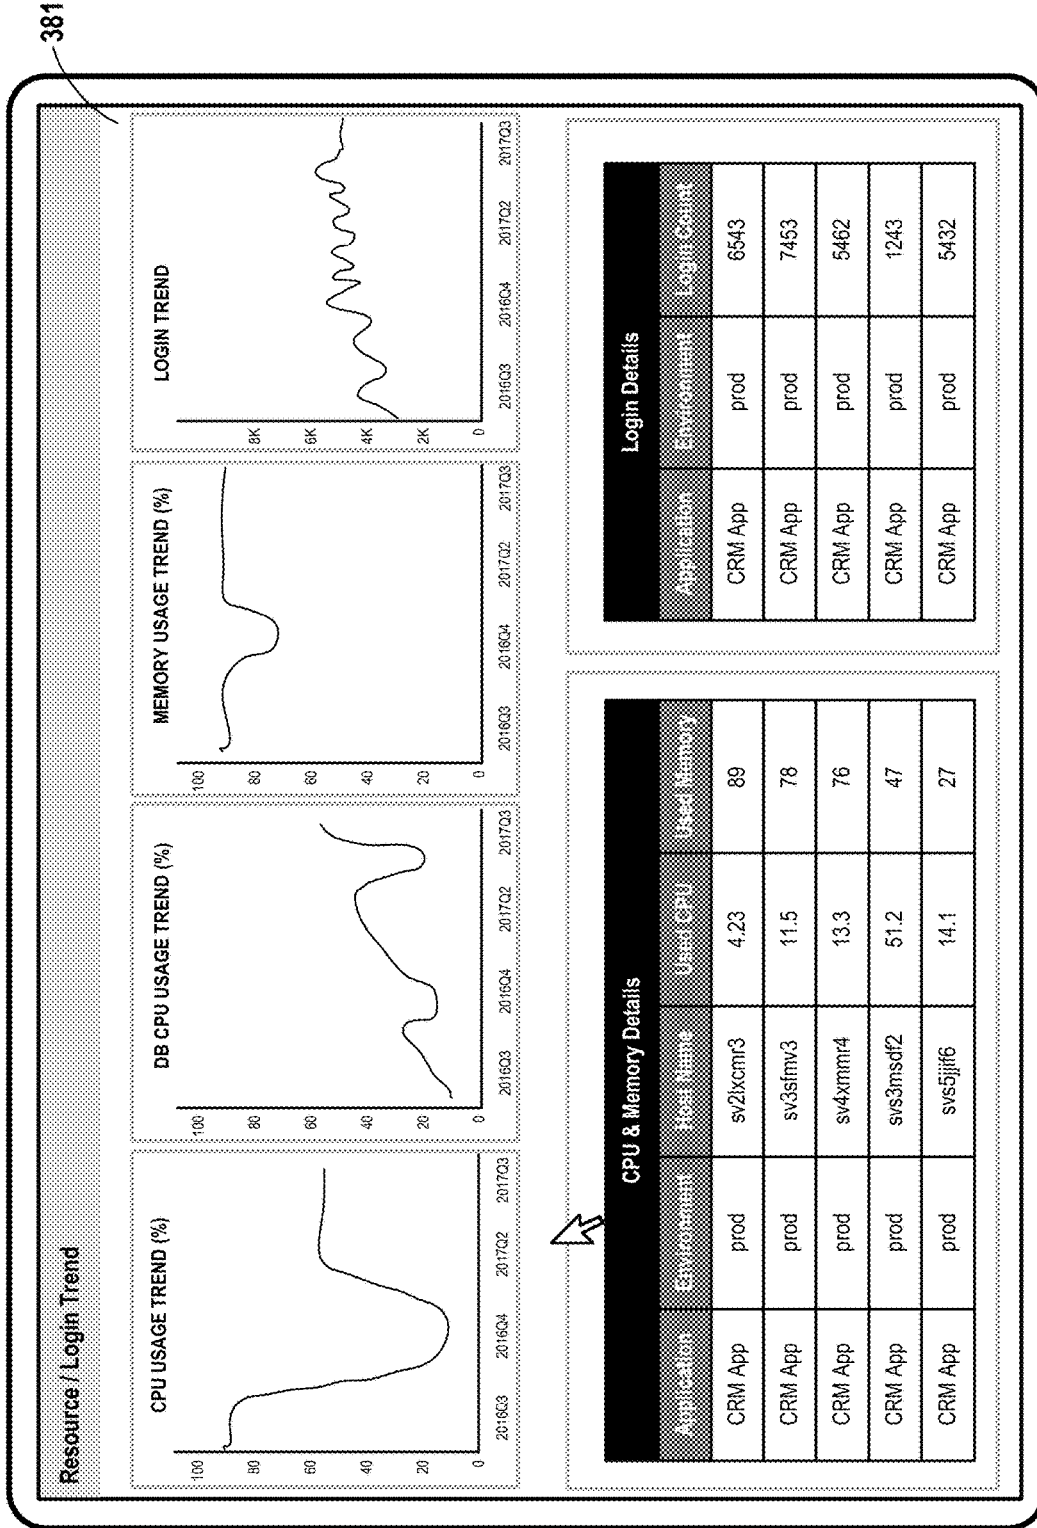 381
Resource / Login Trend
CPU USAGE TREND (%)
100
80
60
40
20
0
2016Q3 2016Q4 2017Q2 2017Q3
DB CPU USAGE TREND (%)
100
80
60
40
20
0
2016Q3 2016Q4 2017Q2 2017Q3
MEMORY USAGE TREND (%)
100
80
60
40
20
0
2016Q3 2016Q4 2017Q2 2017Q3
LOGIN TREND
8K
6K
4K
2K
0
2016Q3 2016Q4 2017Q2 2017Q3
CPU & Memory Details
Application Environment Host Name Used CPU Used Memory
CRM App prod sv2lxcmr3 4.23 89
CRM App prod sv3sfmv3 11.5 78
CRM App prod sv4xmmr4 13.3 76
CRM App prod svs3msdf2 51.2 47
CRM App prod svs5jjif6 14.1 27
Login Details
Application Environment Login Count
CRM App prod 6543
CRM App prod 7453
CRM App prod 5462
CRM App prod 1243
CRM App prod 5432